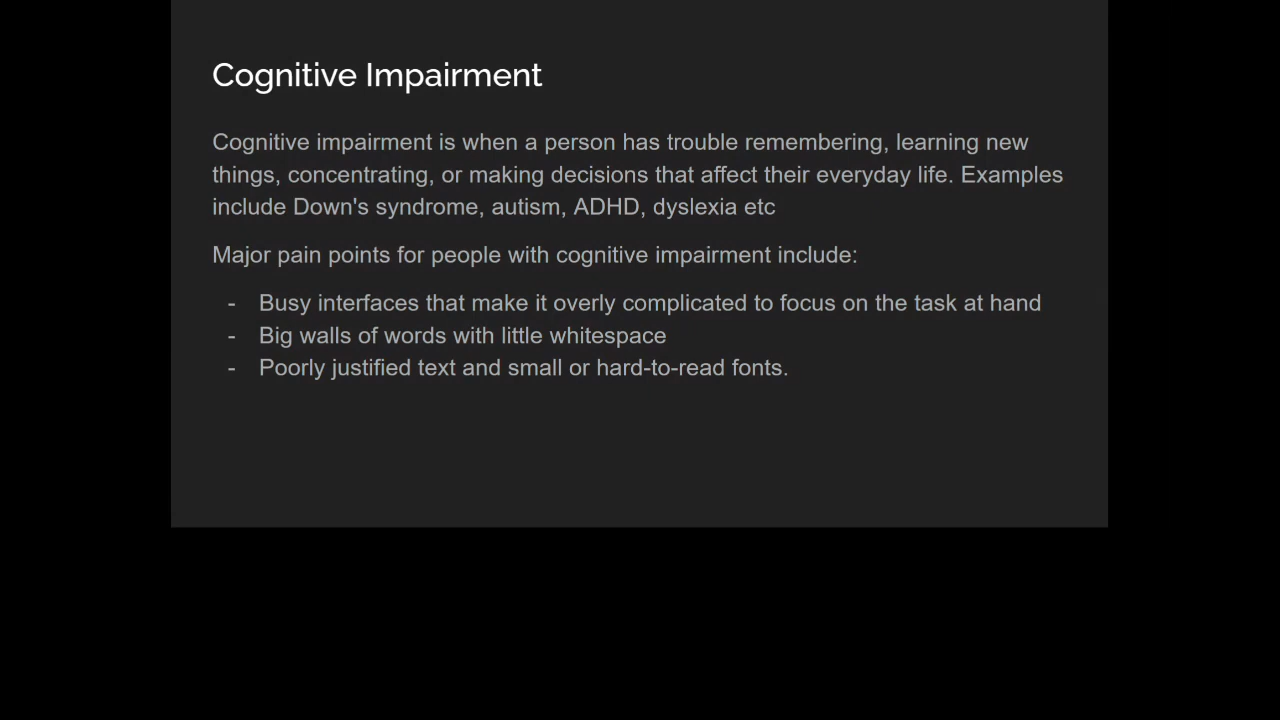 Cognitive Impairment
Cognitive impairment is when a person has trouble remembering, learning new
things, concentrating, or making decisions that affect their everyday life. Examples
include Down's syndrome, autism, ADHD, dyslexia etc
Major pain points for people with cognitive impairment include:
- Busy interfaces that make it overly complicated to focus on the task at hand
- Big walls of words with little whitespace
- Poorly justified text and small or hard-to-read fonts.